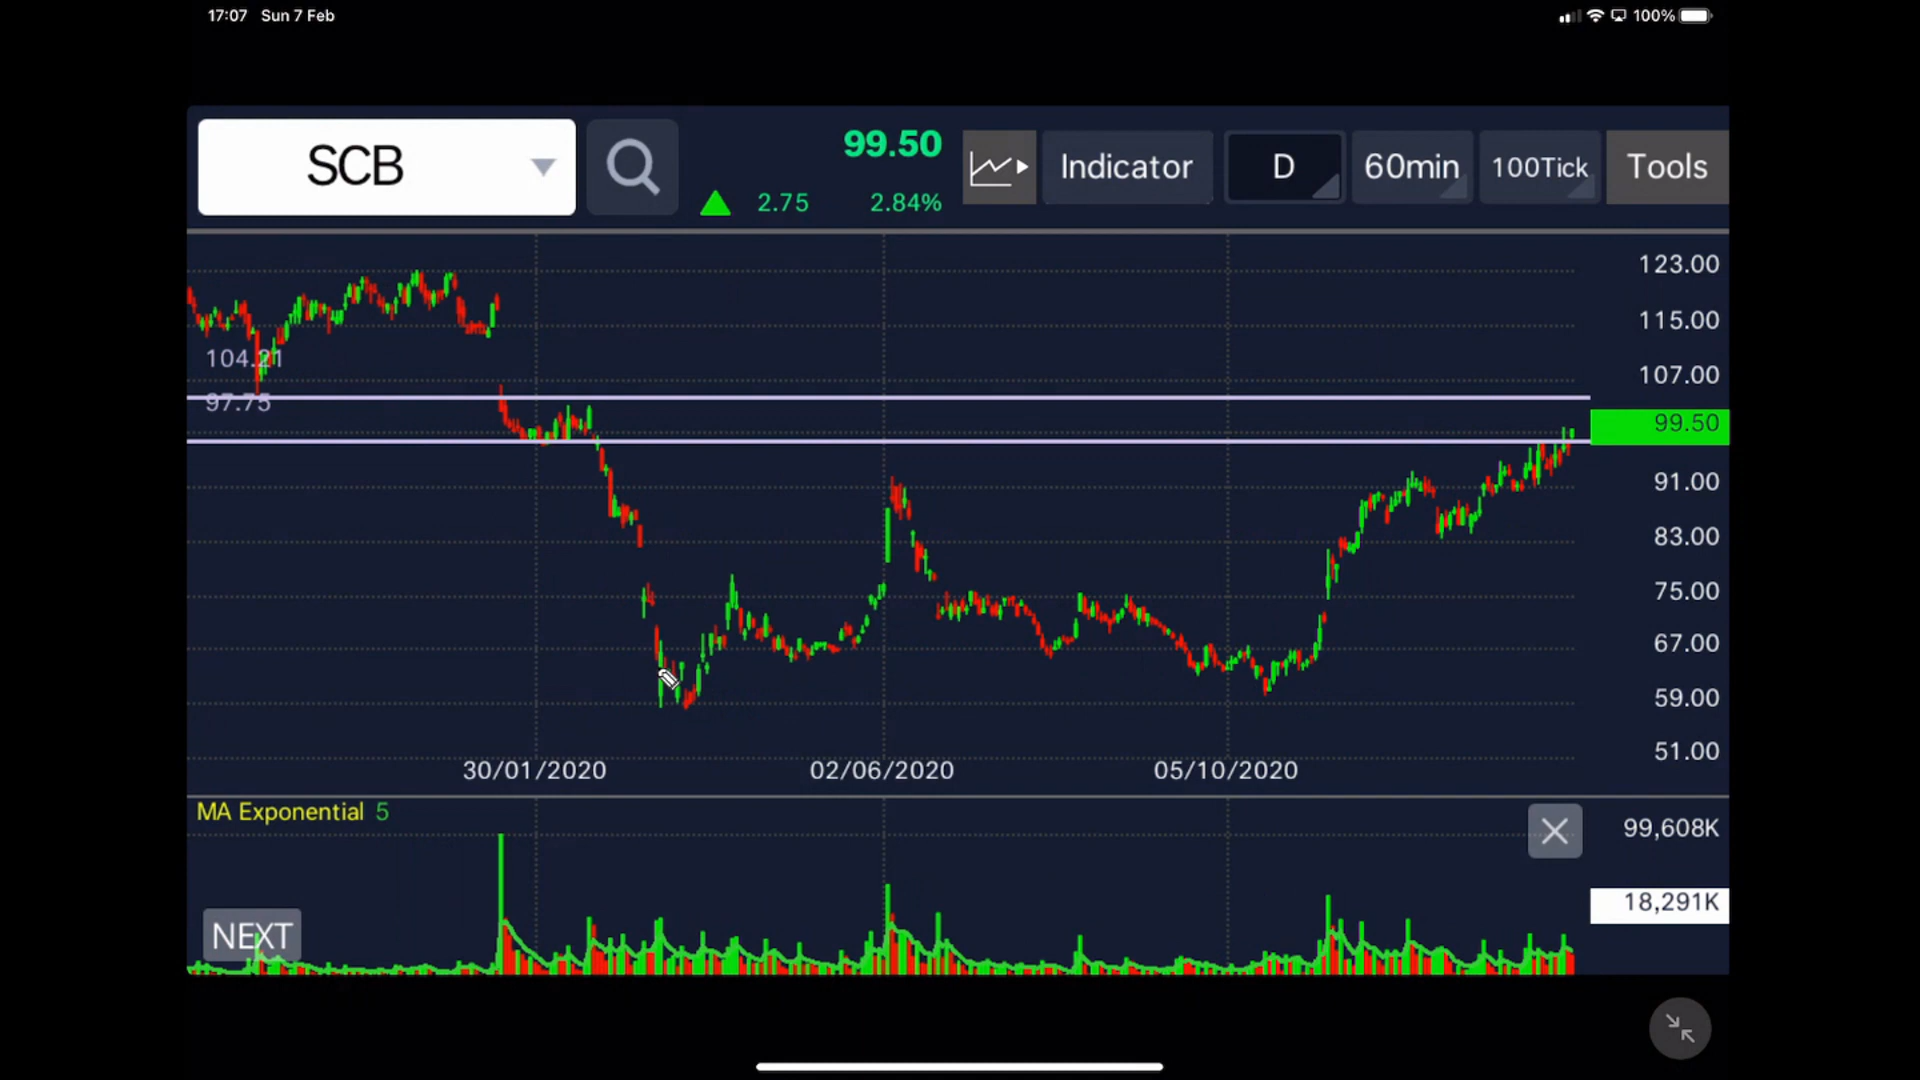 17:07 Sun 7 Feb
100%
SCB
99.50
2.75 2.84%
Indicator
D
60min
100Tick
Tools
123.00
115.00
104.21
107.00
97.75
99.50
91.00
83.00
75.00
67.00
59.00
51.00
30/01/2020
02/06/2020
05/10/2020
MA Exponential 5
99,608K
18,291K
NEXT